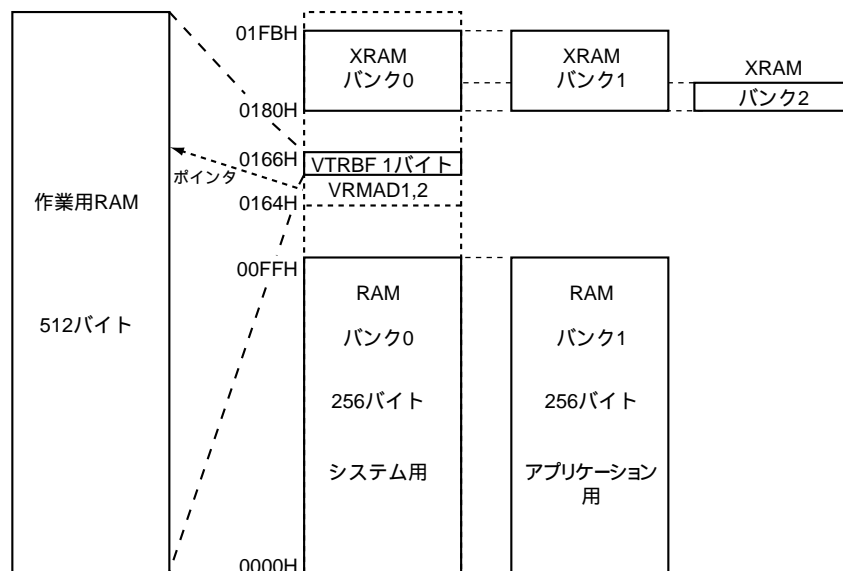 01FBH
XRAM
バンク0
XRAM
バンク1
XRAM
バンク2
0180H
0166H
VTRBF 1バイト
ポインタ
VRMAD1,2
0164H
作業用RAM
512バイト
00FFH
RAM
バンク0
256バイト
システム用
RAM
バンク1
256バイト
アプリケーション
用
0000H